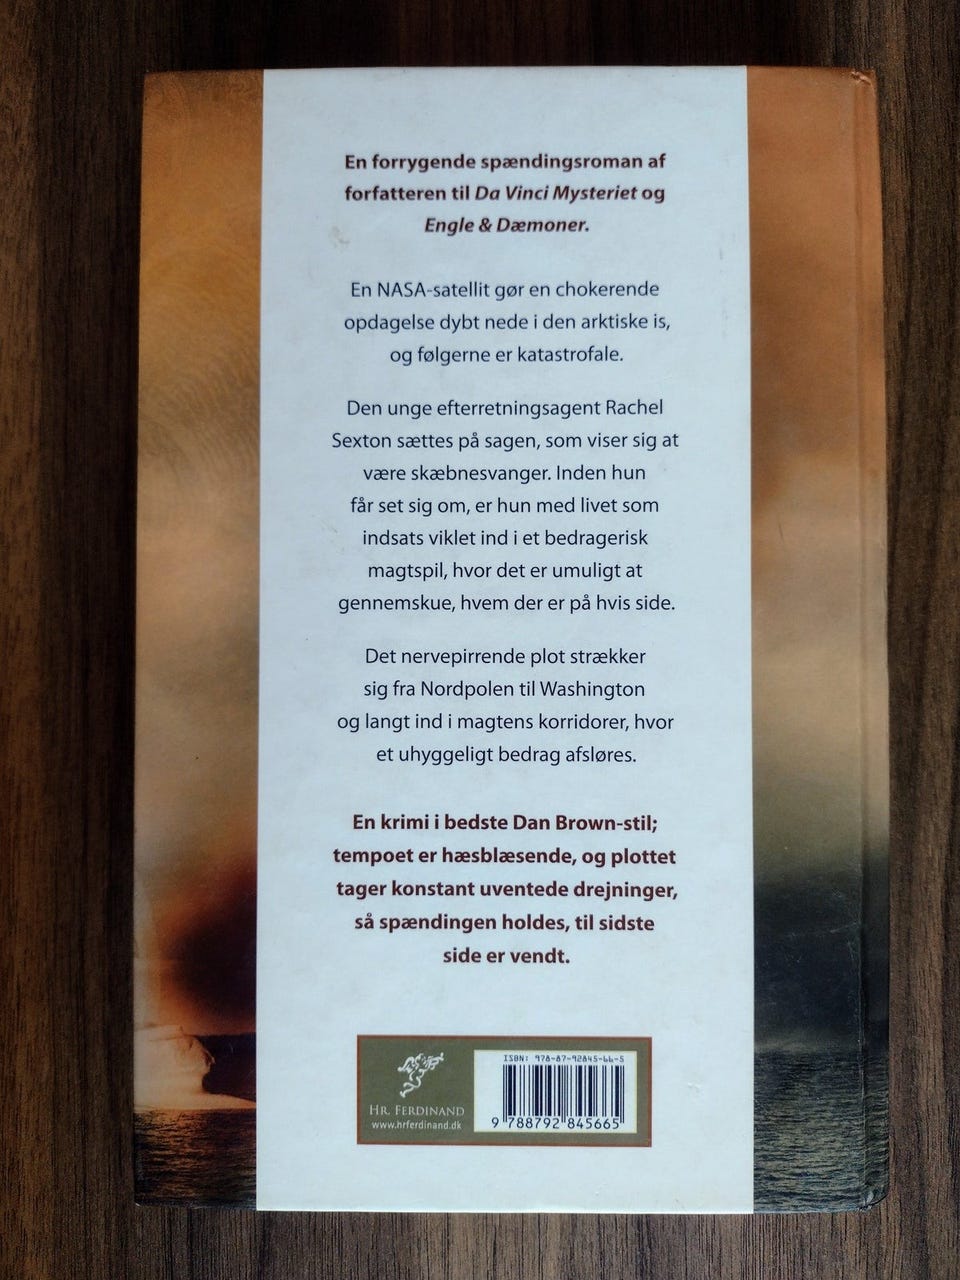 En forrygende spændingsroman af
forfatteren til Da Vinci Mysteriet og
Engle & Dæmoner.
En NASA-satellit gør en chokerende
opdagelse dybt nede i den arktiske is,
og følgerne er katastrofale.
Den unge efterretningsagent Rachel
Sexton sættes på sagen, som viser sig at
være skæbnesvanger. Inden hun
får set sig om, er hun med livet som
indsats viklet ind i et bedragerisk
magtspil, hvor det er umuligt at
gennemskue, hvem der er på hvis side.
Det nervepirrende plot strækker
sig fra Nordpolen til Washington
og langt ind i magtens korridorer, hvor
et uhyggeligt bedrag afsløres.
En krimi i bedste Dan Brown-stil;
tempoet er hæsblæsende, og plottet
tager konstant uventede drejninger,
så spændingen holdes, til sidste
side er vendt.
ISBN: 978-87-92845-66-5
HR. FERDINAND
www.hrferdinand.dk
9 788792 845665